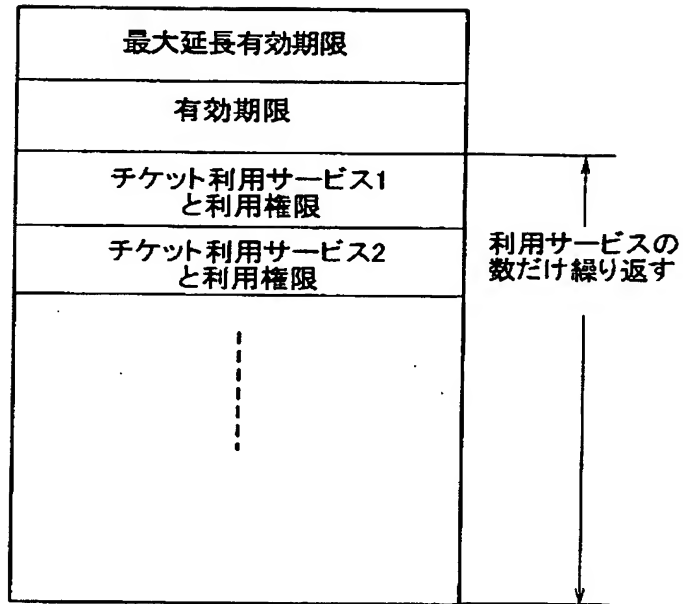 最大延長有効期限
有効期限
チケット利用サービス1
と利用権限
チケット利用サービス2
と利用権限
利用サービスの
数だけ繰り返す